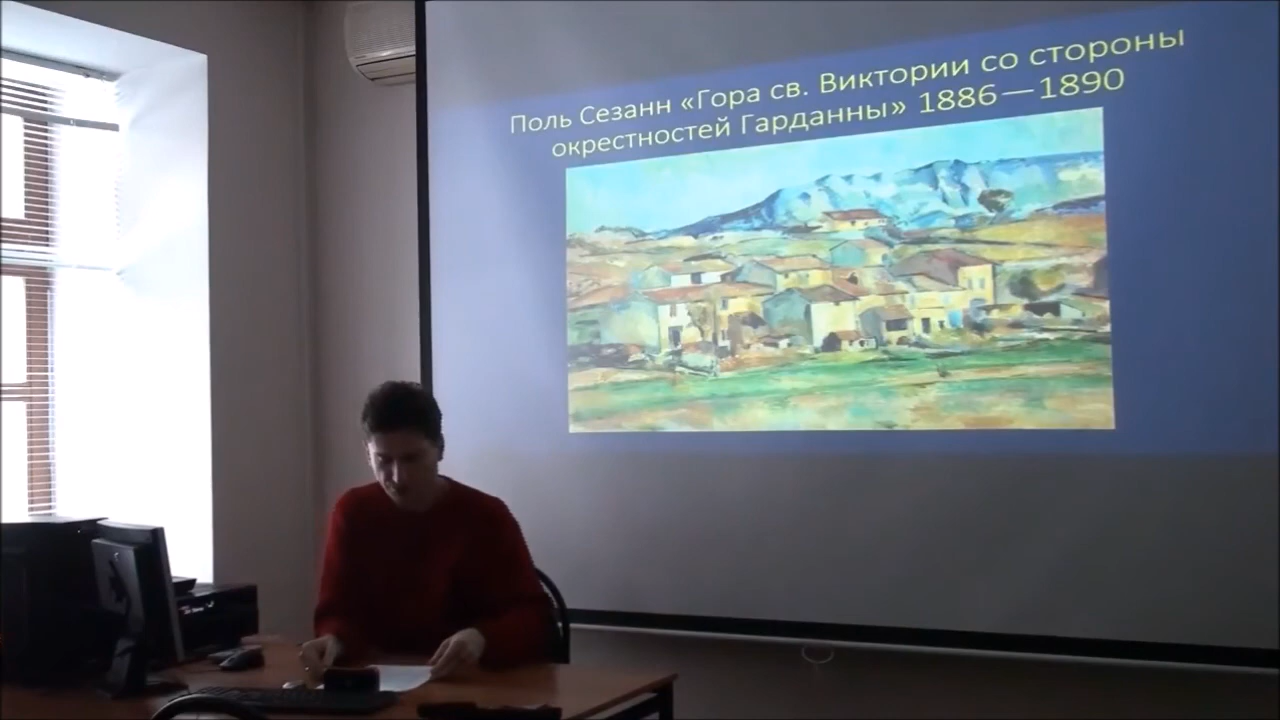 Поль Сезанн «Гора св. Виктории со стороны
окрестностей Гарданны» 1886—1890